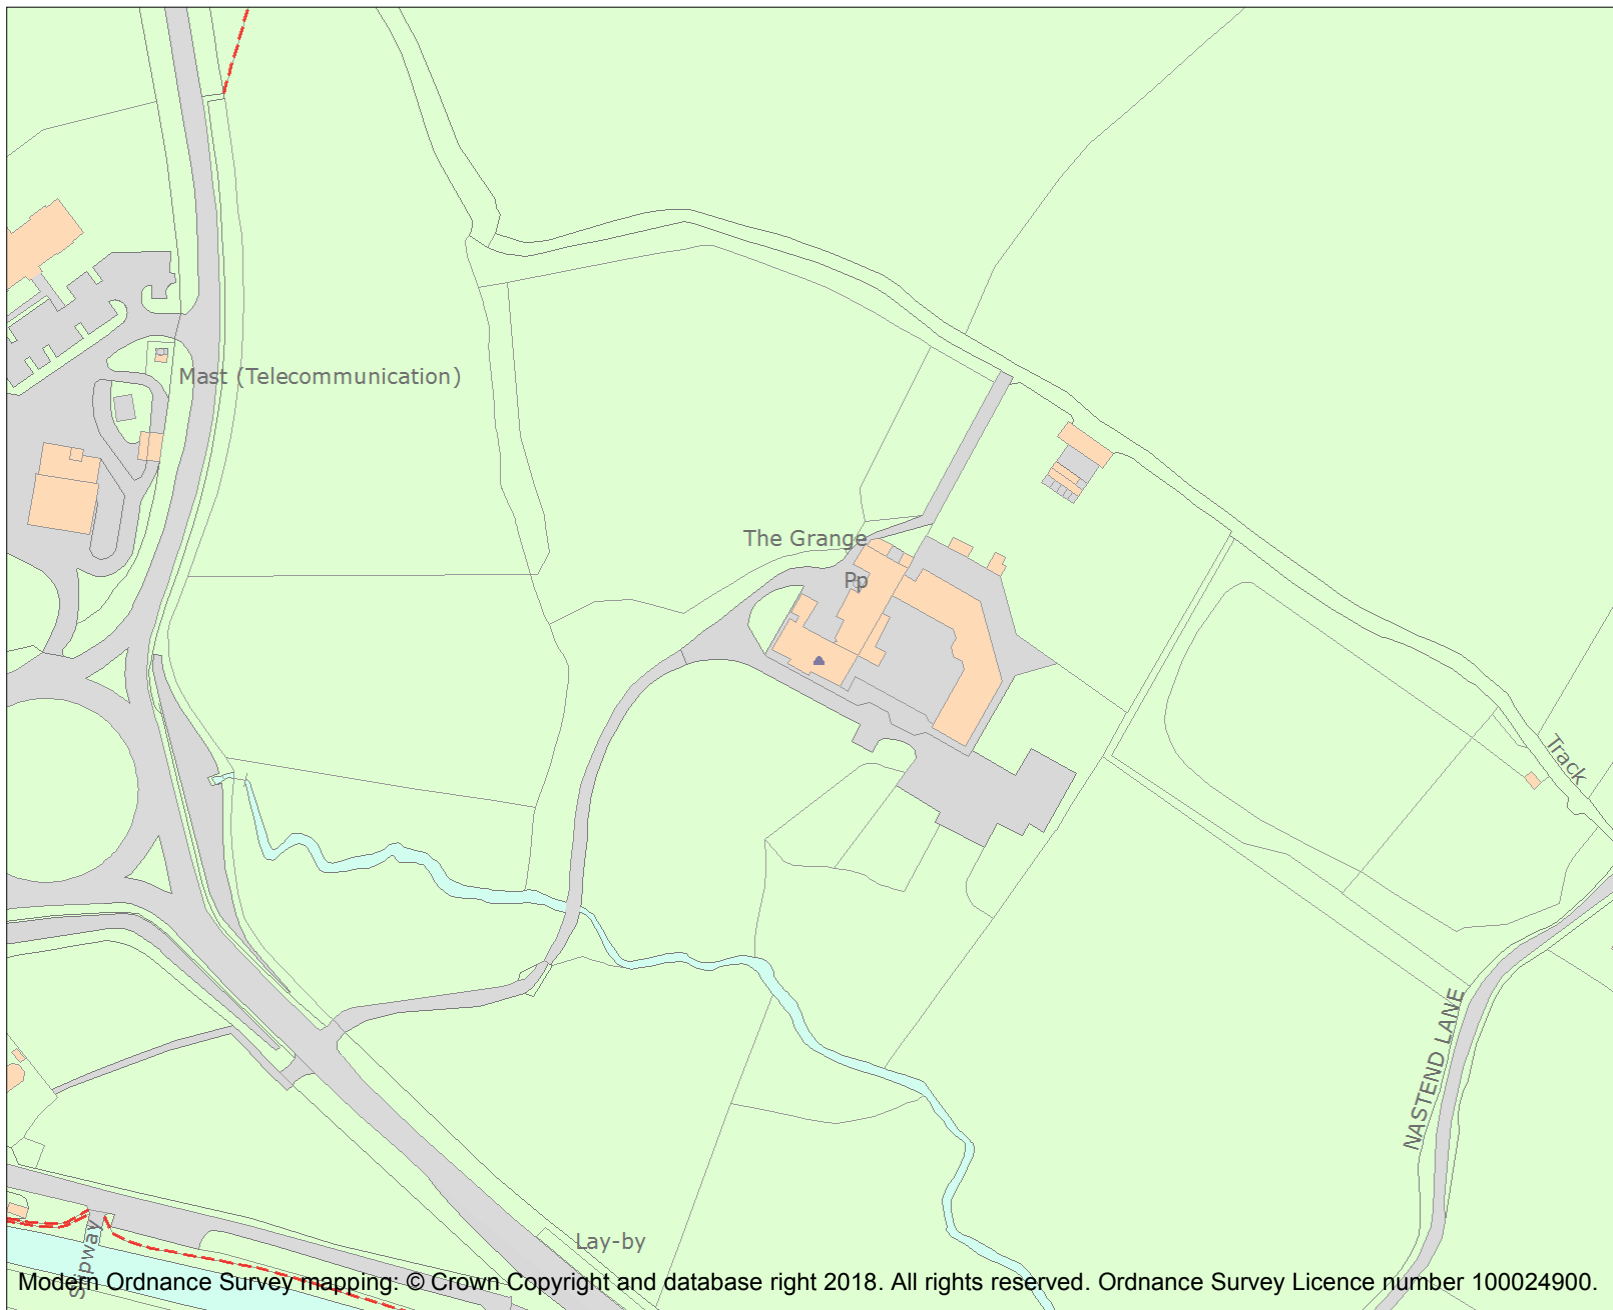 Mast (Telecommunication)
The Grange
Pp
Track
NASTEND LANE
Lay-by
Slipway
Modern Ordnance Survey mapping: © Crown Copyright and database right 2018. All rights reserved. Ordnance Survey Licence number 100024900.